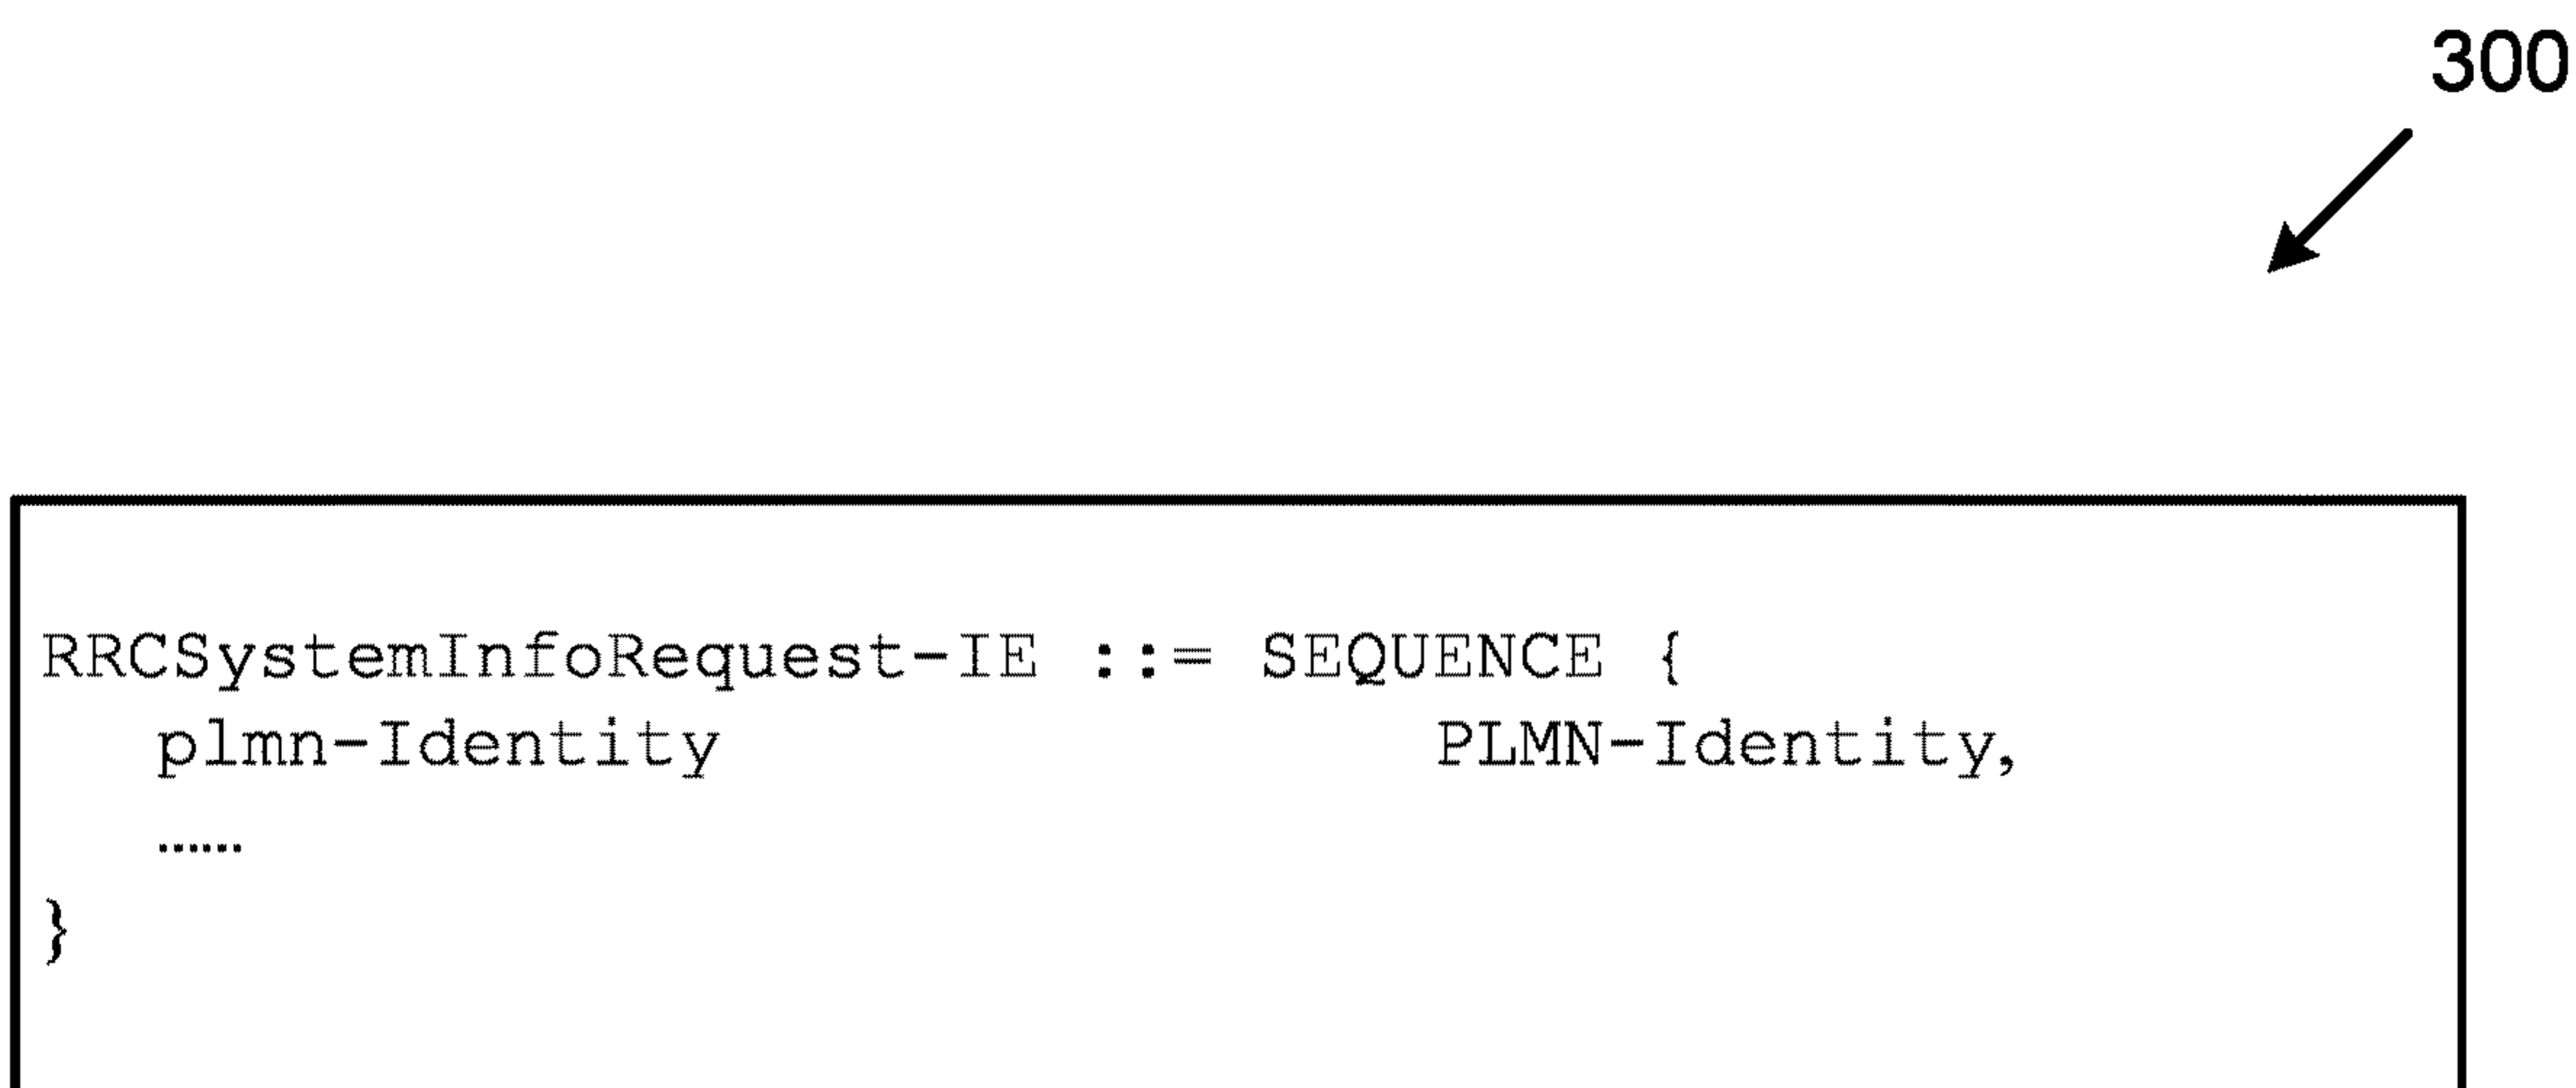 300
RRCSystemInfoRequest-IE ::= SEQUENCE {
plmn-Identity PLMN-Identity,
......
}